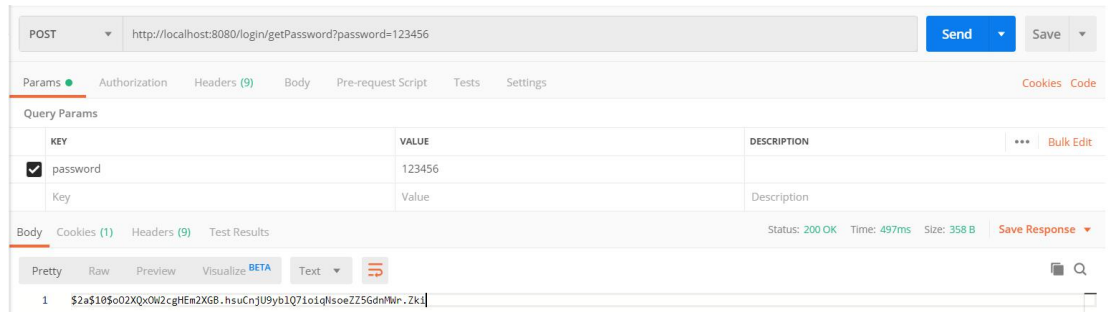 POST http://localhost:8080/login/getPassword?password=123456 Send Save
Params Authorization Headers (9) Body Pre-request Script Tests Settings Cookies Code
Query Params
KEY VALUE DESCRIPTION ••• Bulk Edit
password 123456
Key Value Description
Body Cookies (1) Headers (9) Test Results Status: 200 OK Time: 497ms Size: 358 B Save Response
Pretty Raw Preview Visualize BETA Text
1 $2a$10$oO2XQxOW2cgHEm2XGB.hsuCnjU9yblQ7ioiqNsoeZZ5GdnMWr.Zki